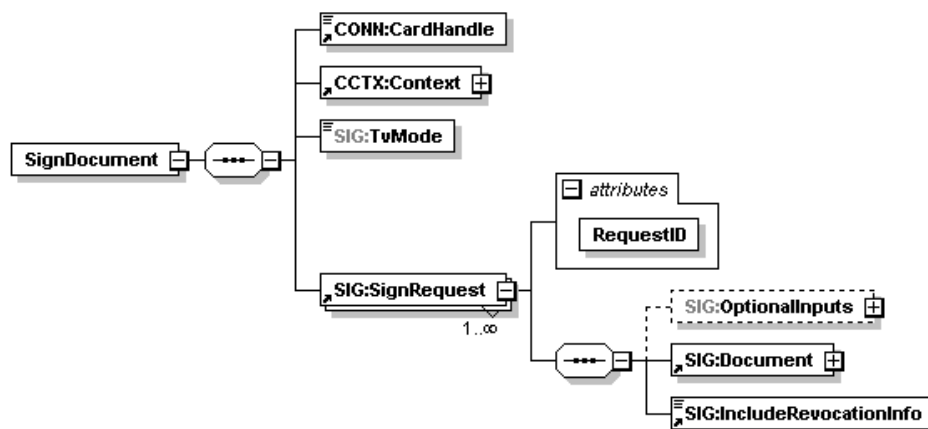 CONN:CardHandle
CCTX:Context
SIG:TvMode
SignDocument
attributes
RequestID
SIG:SignRequest
1..∞
SIG:OptionalInputs
SIG:Document
SIG:IncludeRevocationInfo